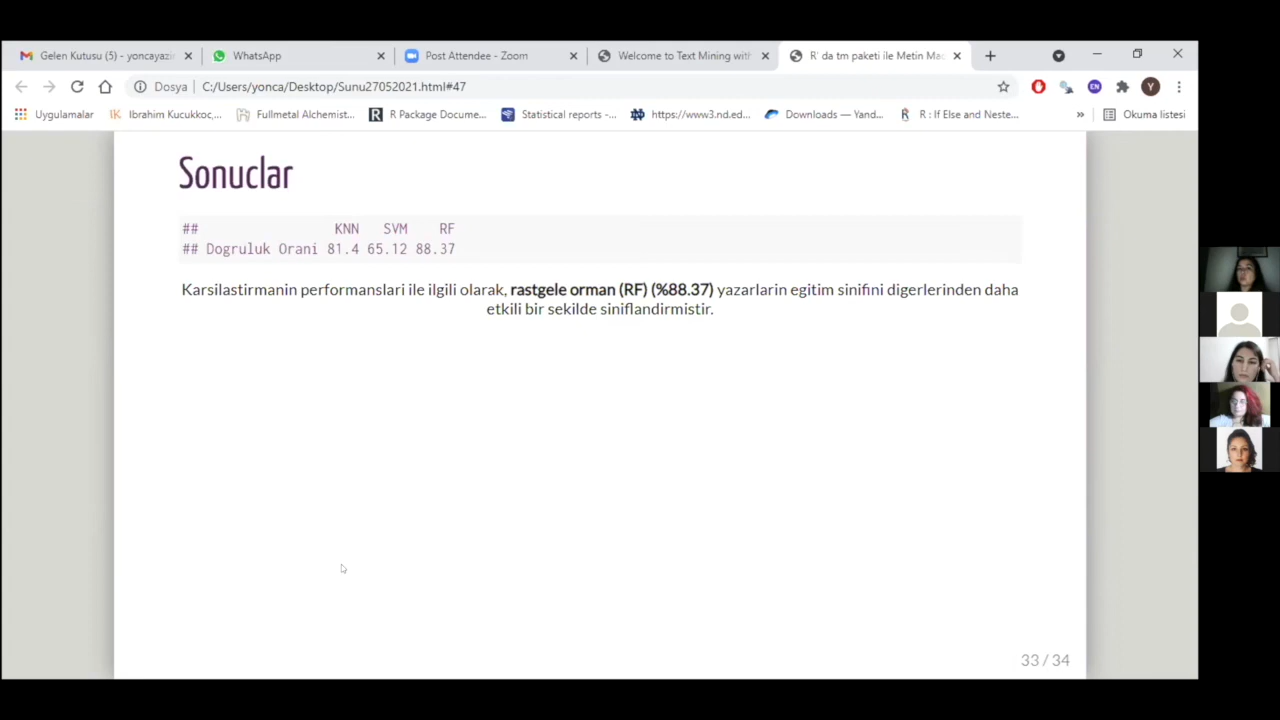 Gelen Kutusu (5) - yoncayazir
WhatsApp
Post Attendee - Zoom
Welcome to Text Mining with
R' da tm paketi ile Metin Mac
Dosya
C:/Users/yonca/Desktop/Sunu27052021.html#47
EN
Y
Uygulamalar
İK
Ibrahim Kucukkoc,...
Fullmetal Alchemist...
R
R Package Docume...
Statistical reports -...
https://www3.nd.ed...
Downloads — Yand...
R
R : If Else and Neste...
»
Okuma listesi
Sonuclar
## KNN SVM RF
## Dogruluk Orani 81.4 65.12 88.37
Karsilastirmanin performanslari ile ilgili olarak, rastgele orman (RF) (%88.37) yazarlarin egitim sinifini digerlerinden daha
etkili bir sekilde siniflandirmistir.
33 / 34